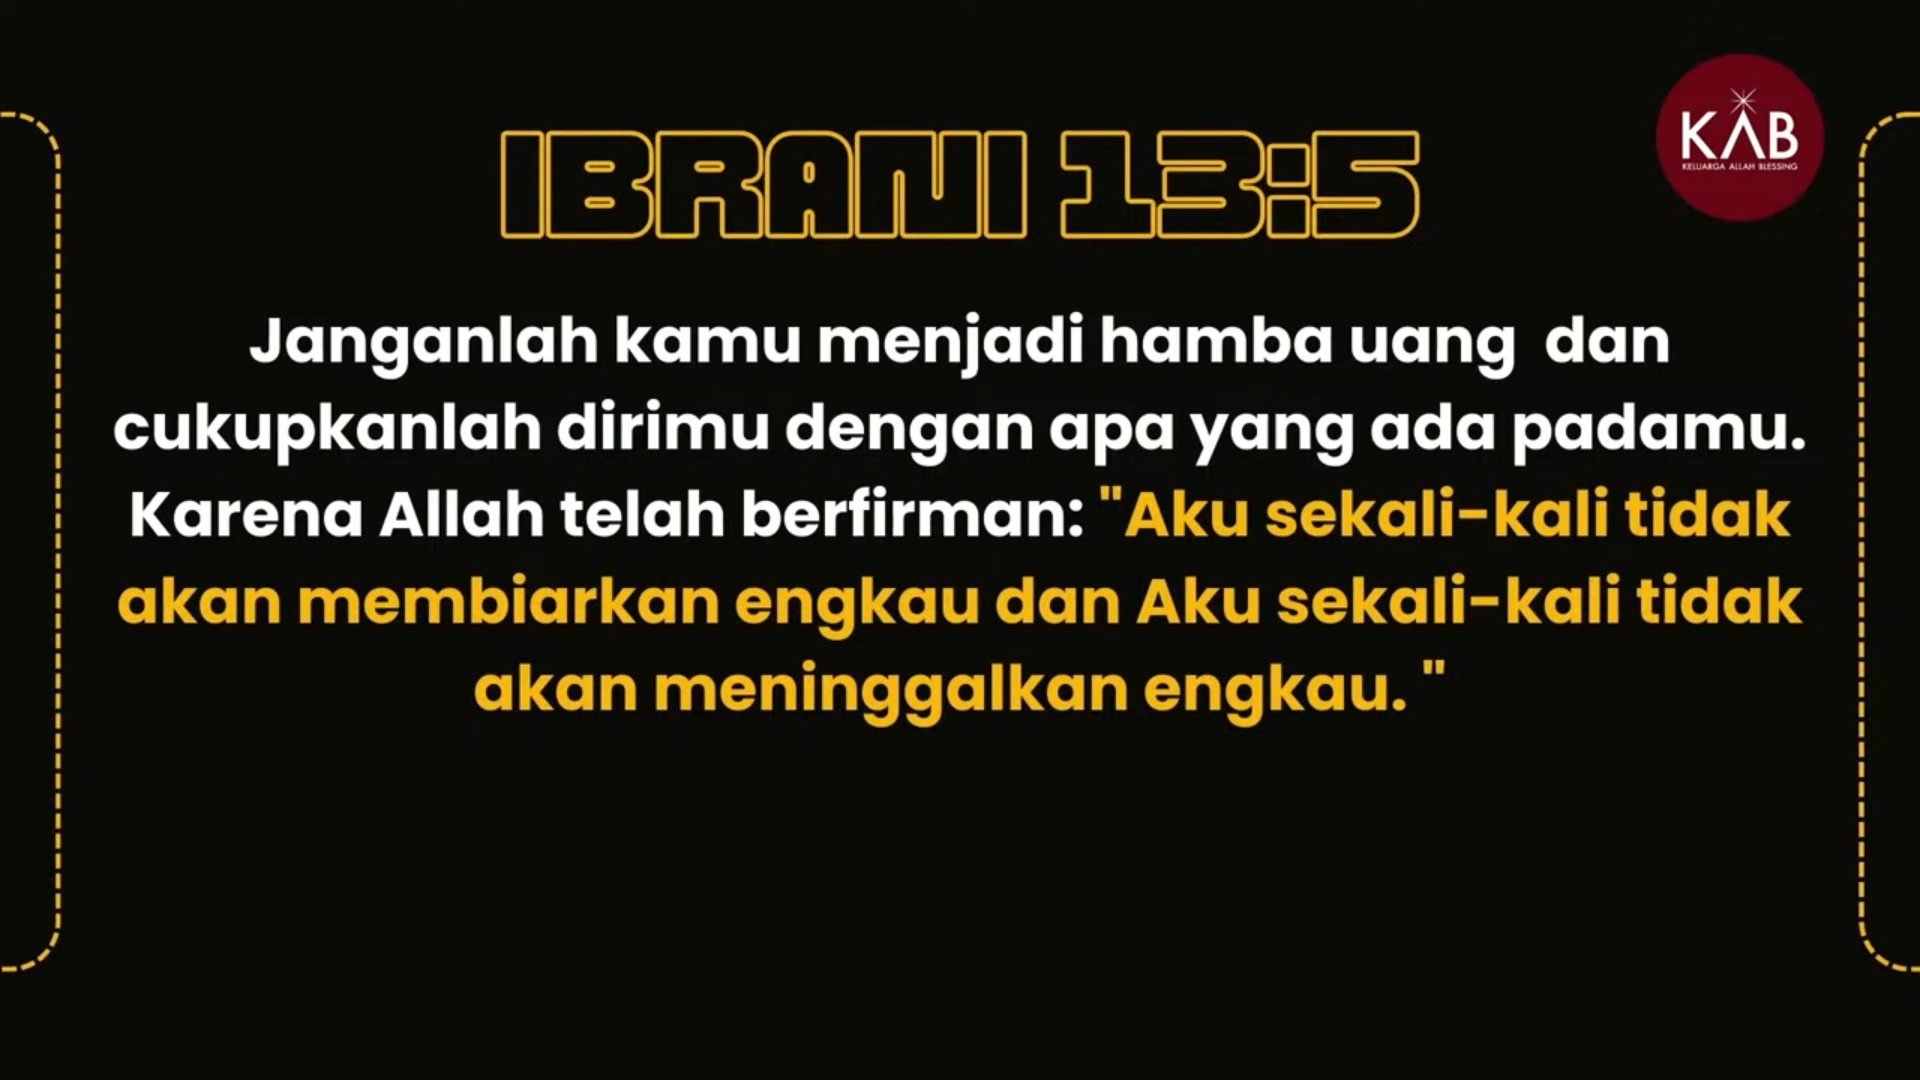 IBRANI 13:5
KAB
KELUARGA ALLAH BLESSING
Janganlah kamu menjadi hamba uang  dan
cukupkanlah dirimu dengan apa yang ada padamu.
Karena Allah telah berfirman: "Aku sekali-kali tidak
akan membiarkan engkau dan Aku sekali-kali tidak
akan meninggalkan engkau. "